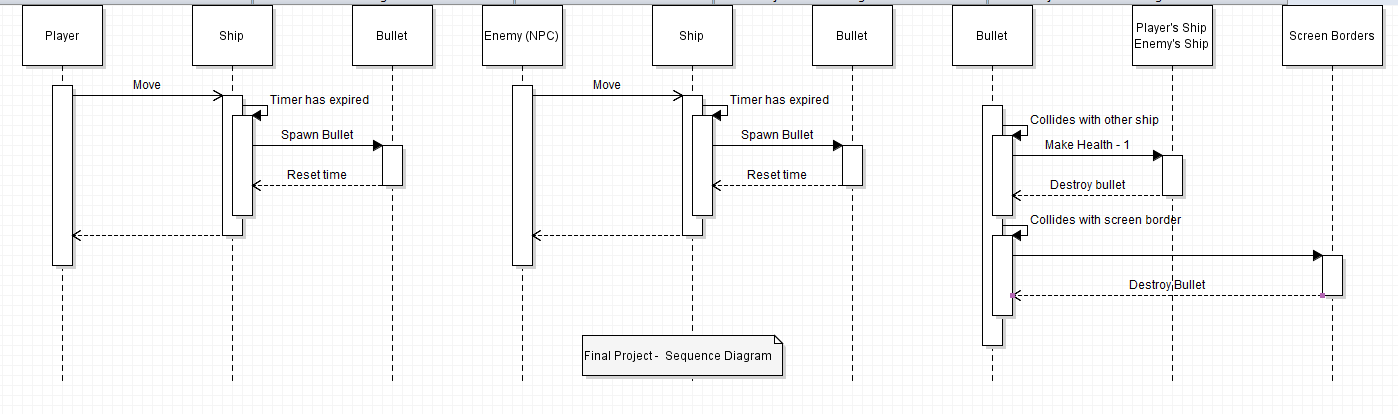 Player
Ship
Bullet
Enemy (NPC)
Ship
Bullet
Bullet
Player's Ship
Enemy's Ship
Screen Borders
Move
Timer has expired
Spawn Bullet
Reset time
Move
Timer has expired
Spawn Bullet
Reset time
Collides with other ship
Make Health - 1
Destroy bullet
Collides with screen border
Destroy Bullet
Final Project - Sequence Diagram